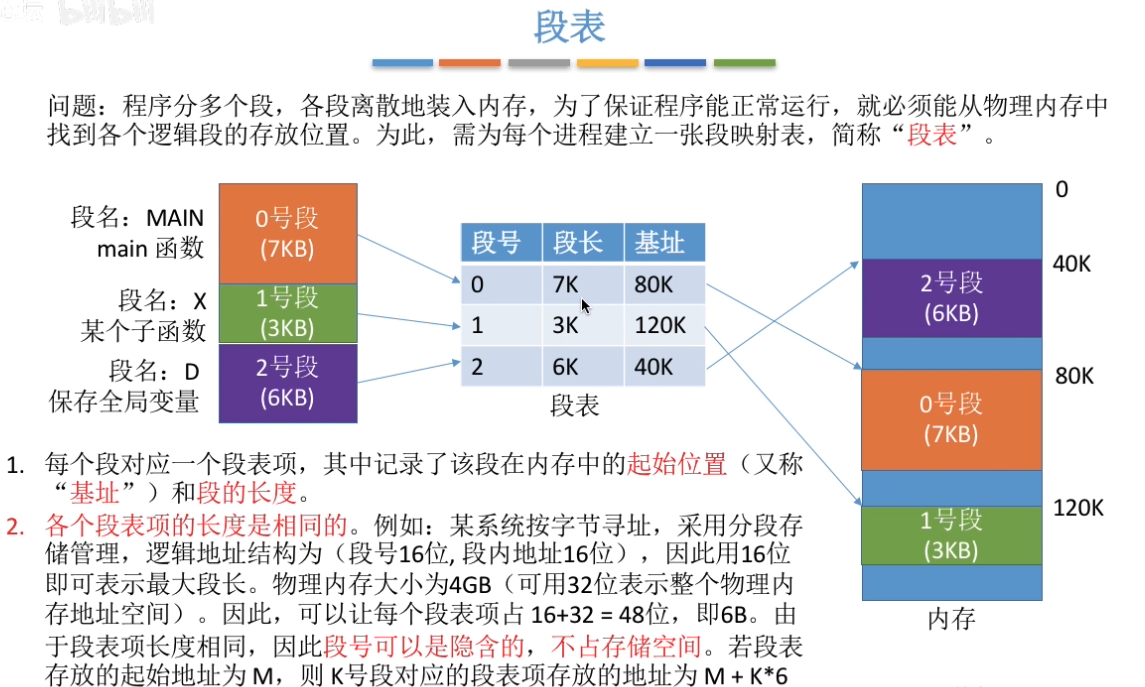 bilibili
段表
问题：程序分多个段，各段离散地装入内存，为了保证程序能正常运行，就必须能从物理内存中
找到各个逻辑段的存放位置。为此，需为每个进程建立一张段映射表，简称“段表”。
段名：MAIN
main 函数
0号段
(7KB)
段名：X
某个子函数
1号段
(3KB)
段名：D
保存全局变量
2号段
(6KB)
段号 段长 基址
0 7K 80K
1 3K 120K
2 6K 40K
段表
0
40K
2号段
(6KB)
80K
0号段
(7KB)
120K
1号段
(3KB)
内存
1. 每个段对应一个段表项，其中记录了该段在内存中的起始位置（又称
“基址”）和段的长度。
2. 各个段表项的长度是相同的。例如：某系统按字节寻址，采用分段存
储管理，逻辑地址结构为（段号16位, 段内地址16位），因此用16位
即可表示最大段长。物理内存大小为4GB（可用32位表示整个物理内
存地址空间）。因此，可以让每个段表项占 16+32 = 48位，即6B。由
于段表项长度相同，因此段号可以是隐含的，不占存储空间。若段表
存放的起始地址为 M，则 K号段对应的段表项存放的地址为 M + K*6